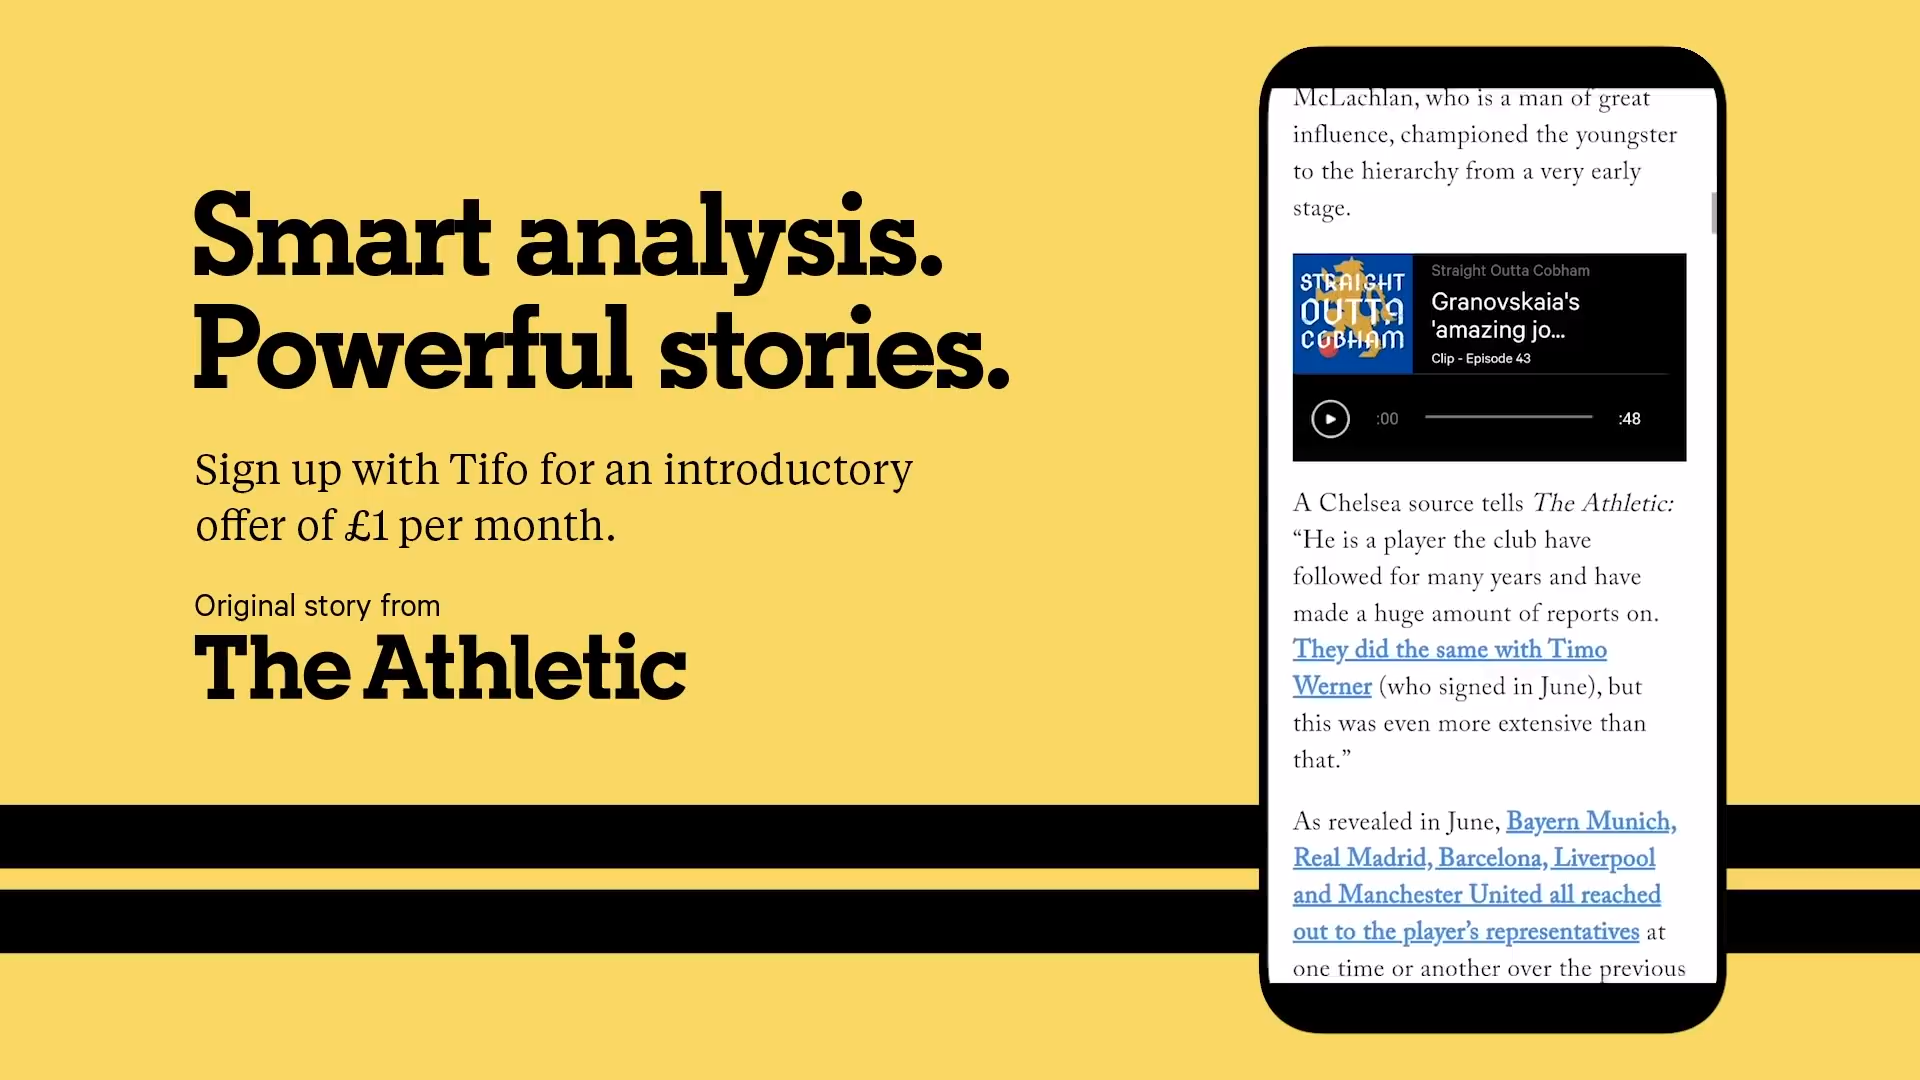 Smart analysis.
Powerful stories.
Sign up with Tifo for an introductory
offer of £1 per month.
Original story from
The Athletic
McLachlan, who is a man of great
influence, championed the youngster
to the hierarchy from a very early
stage.
STRAIGHT
OUTTA
COBHAM
Straight Outta Cobham
Granovskaia's
'amazing jo...
Clip - Episode 43
:00
:48
A Chelsea source tells The Athletic:
“He is a player the club have
followed for many years and have
made a huge amount of reports on.
They did the same with Timo
Werner (who signed in June), but
this was even more extensive than
that.”
As revealed in June, Bayern Munich,
Real Madrid, Barcelona, Liverpool
and Manchester United all reached
out to the player’s representatives at
one time or another over the previous